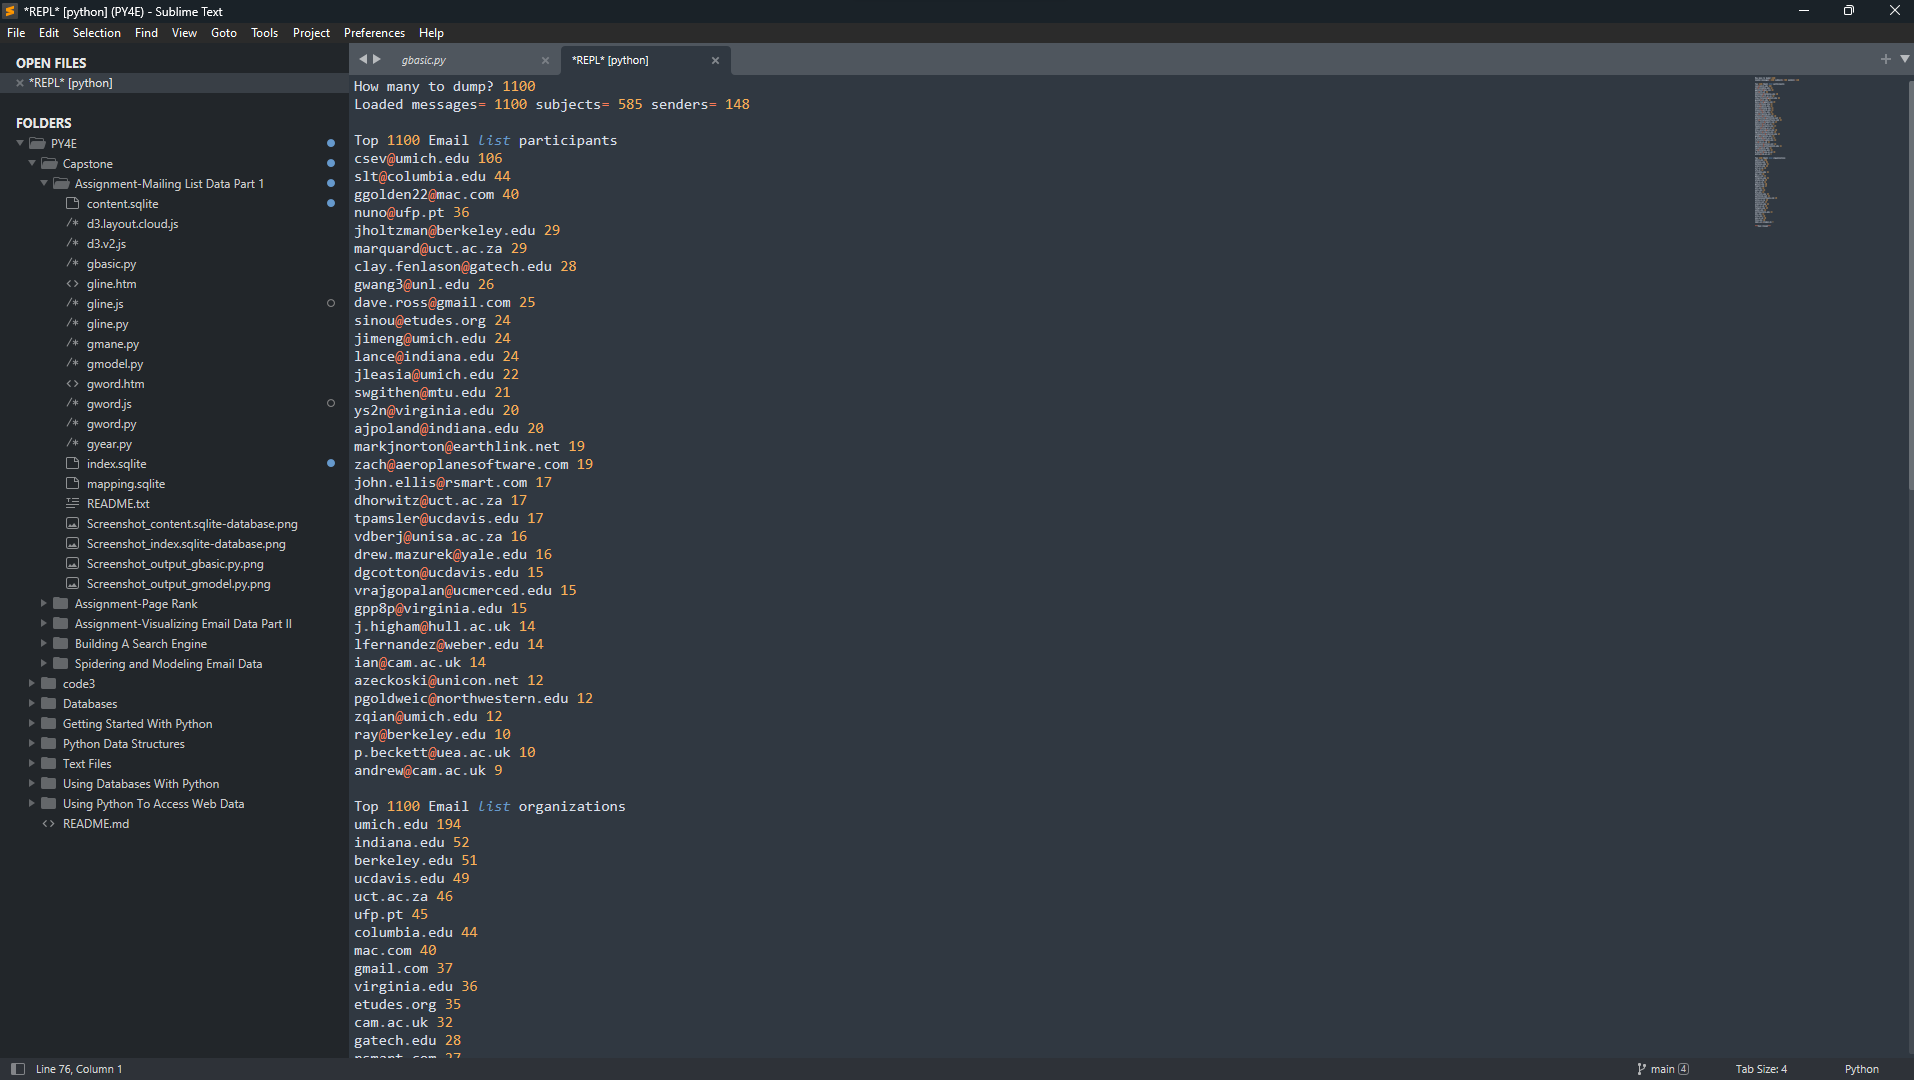 *REPL* [python] (PY4E) - Sublime Text
File Edit Selection Find View Goto Tools Project Preferences Help
OPEN FILES
*REPL* [python]
FOLDERS
PY4E
Capstone
Assignment-Mailing List Data Part 1
content.sqlite
d3.layout.cloud.js
d3.v2.js
gbasic.py
gline.htm
gline.js
gline.py
gmane.py
gmodel.py
gword.htm
gword.js
gword.py
gyear.py
index.sqlite
mapping.sqlite
README.txt
Screenshot_content.sqlite-database.png
Screenshot_index.sqlite-database.png
Screenshot_output_gbasic.py.png
Screenshot_output_gmodel.py.png
Assignment-Page Rank
Assignment-Visualizing Email Data Part II
Building A Search Engine
Spidering and Modeling Email Data
code3
Databases
Getting Started With Python
Python Data Structures
Text Files
Using Databases With Python
Using Python To Access Web Data
README.md
gbasic.py
*REPL* [python]
How many to dump? 1100
Loaded messages= 1100 subjects= 585 senders= 148
Top 1100 Email list participants
csev@umich.edu 106
slt@columbia.edu 44
ggolden22@mac.com 40
nuno@ufp.pt 36
jholtzman@berkeley.edu 29
marquard@uct.ac.za 29
clay.fenlason@gatech.edu 28
gwang3@unl.edu 26
dave.ross@gmail.com 25
sinou@etudes.org 24
jimeng@umich.edu 24
lance@indiana.edu 24
jleasia@umich.edu 22
swgithen@mtu.edu 21
ys2n@virginia.edu 20
ajpoland@indiana.edu 20
markjnorton@earthlink.net 19
zach@aeroplanesoftware.com 19
john.ellis@rsmart.com 17
dhorwitz@uct.ac.za 17
tpamsler@ucdavis.edu 17
vdberj@unisa.ac.za 16
drew.mazurek@yale.edu 16
dgcotton@ucdavis.edu 15
vrajgopalan@ucmerced.edu 15
gpp8p@virginia.edu 15
j.higham@hull.ac.uk 14
lfernandez@weber.edu 14
ian@cam.ac.uk 14
azeckoski@unicon.net 12
pgoldweic@northwestern.edu 12
zqian@umich.edu 12
ray@berkeley.edu 10
p.beckett@uea.ac.uk 10
andrew@cam.ac.uk 9
Top 1100 Email list organizations
umich.edu 194
indiana.edu 52
berkeley.edu 51
ucdavis.edu 49
uct.ac.za 46
ufp.pt 45
columbia.edu 44
mac.com 40
gmail.com 37
virginia.edu 36
etudes.org 35
cam.ac.uk 32
gatech.edu 28
rsmart.com 27
Line 76, Column 1
main 4
Tab Size: 4
Python